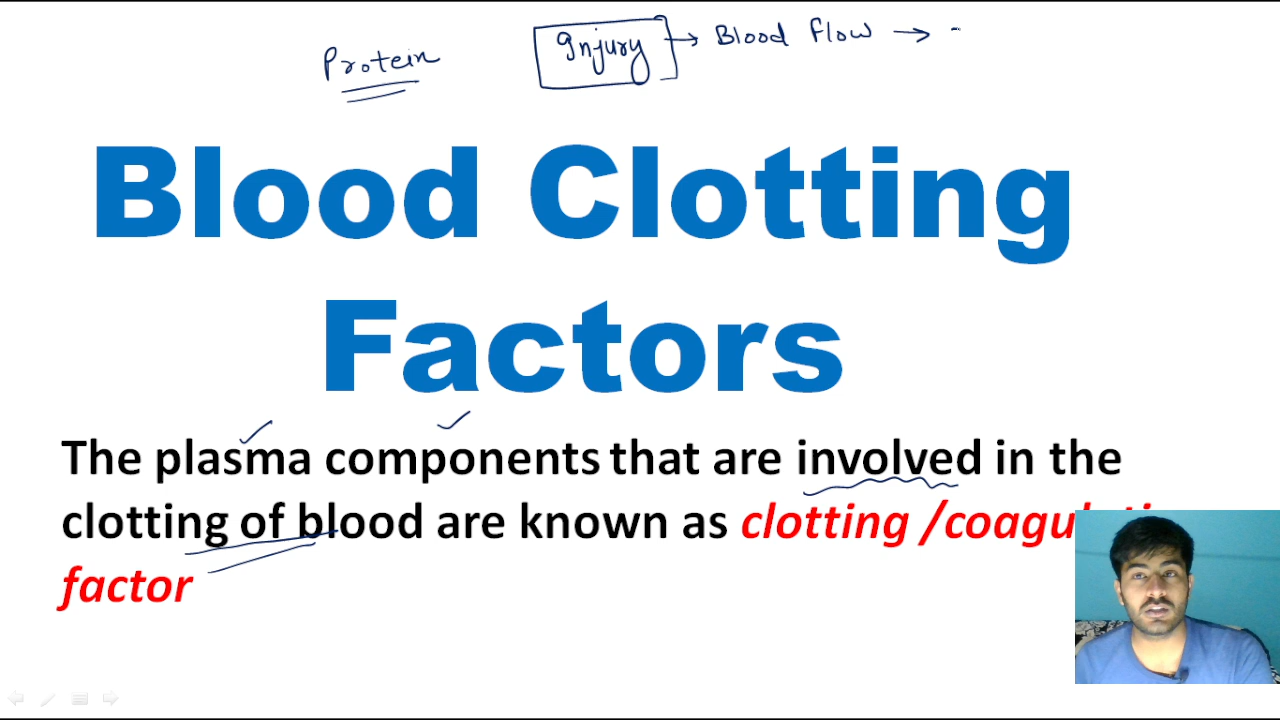 Protein
Injury → Blood Flow →
Blood Clotting
Factors
The plasma components that are involved in the
clotting of blood are known as clotting /coagulati
factor